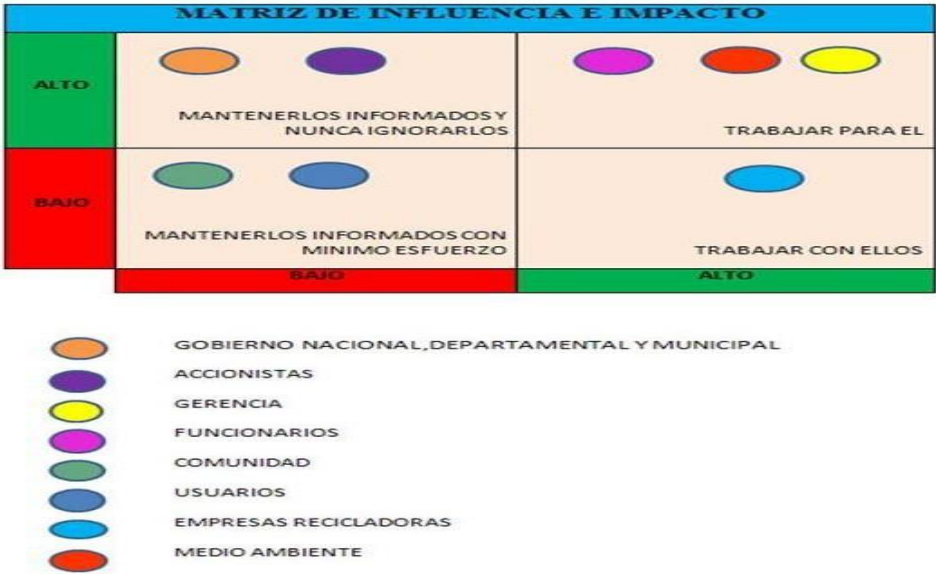 MATRIZ DE INFLUENCIA E IMPACTO
ALTO
MANTENERLOS INFORMADOS Y
NUNCA IGNORARLOS
TRABAJAR PARA EL
BAJO
MANTENERLOS INFORMADOS CON
MINIMO ESFUERZO
TRABAJAR CON ELLOS
BAJO
ALTO
GOBIERNO NACIONAL,DEPARTAMENTAL Y MUNICIPAL
ACCIONISTAS
GERENCIA
FUNCIONARIOS
COMUNIDAD
USUARIOS
EMPRESAS RECICLADORAS
MEDIO AMBIENTE